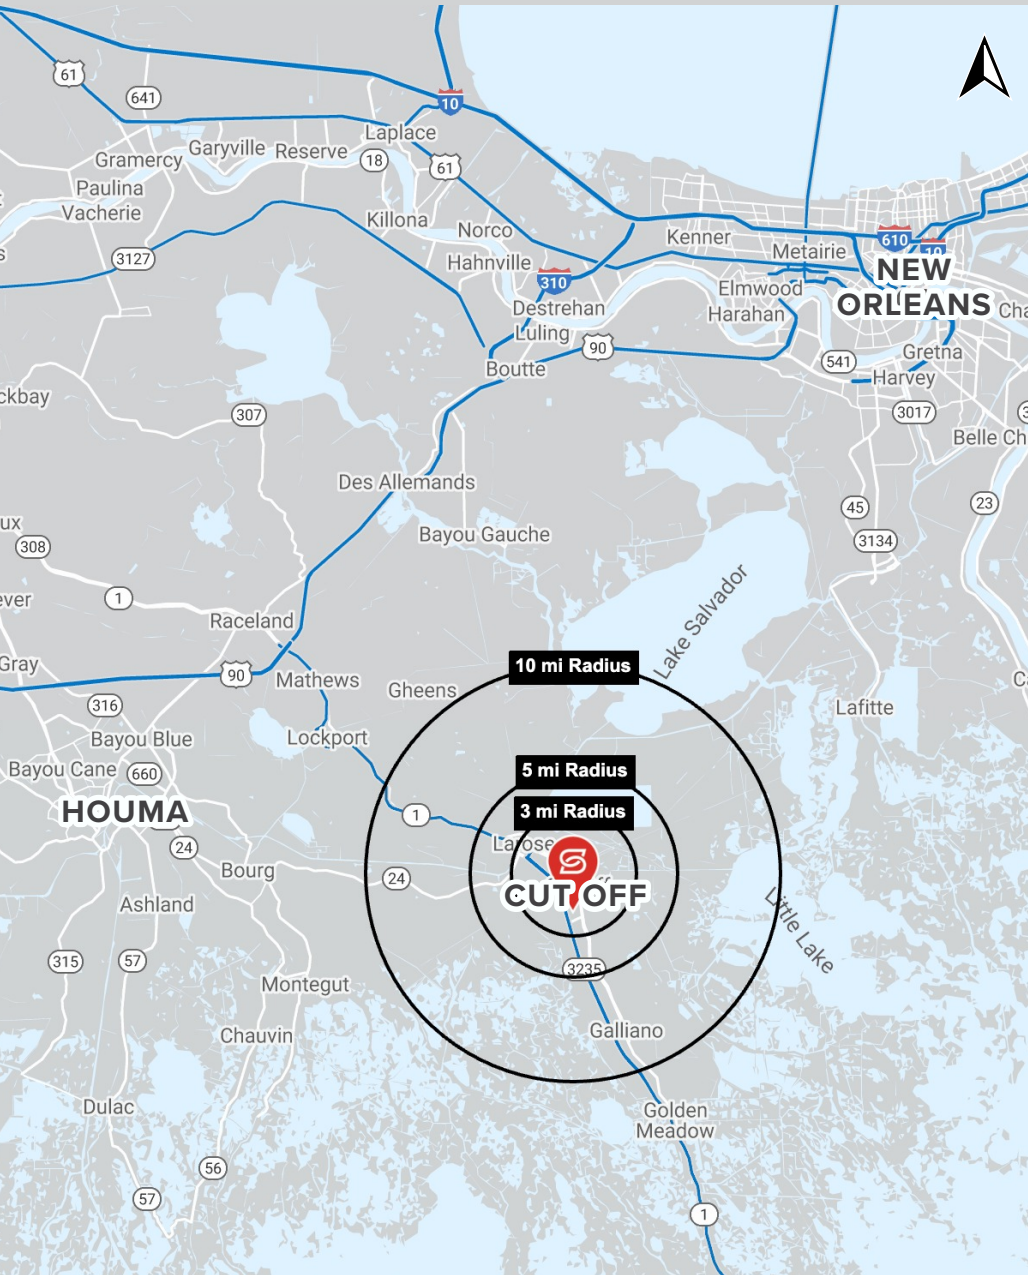 61
641
10
Laplace
Garyville
Reserve
Gramercy
18
61
Paulina
Vacherie
Killona
Norco
Kenner
610
10
Metairie
3127
Hahnville
310
NEW
ORLEANS
Elmwood
Destrehan
Harahan
Luling
90
541
Gretna
Boutte
Harvey
ckbay
307
3017
Belle Ch
Des Allemands
45
23
ux
Bayou Gauche
308
3134
Lake Salvador
ever
1
Raceland
10 mi Radius
Gray
90
Mathews
Gheens
316
Lafitte
Bayou Blue
Lockport
Bayou Cane
660
5 mi Radius
HOUMA
3 mi Radius
1
Larose
24
Bourg
24
CUT OFF
Ashland
Little Lake
315
57
3235
Montegut
Chauvin
Galliano
Dulac
Golden
Meadow
56
57
1